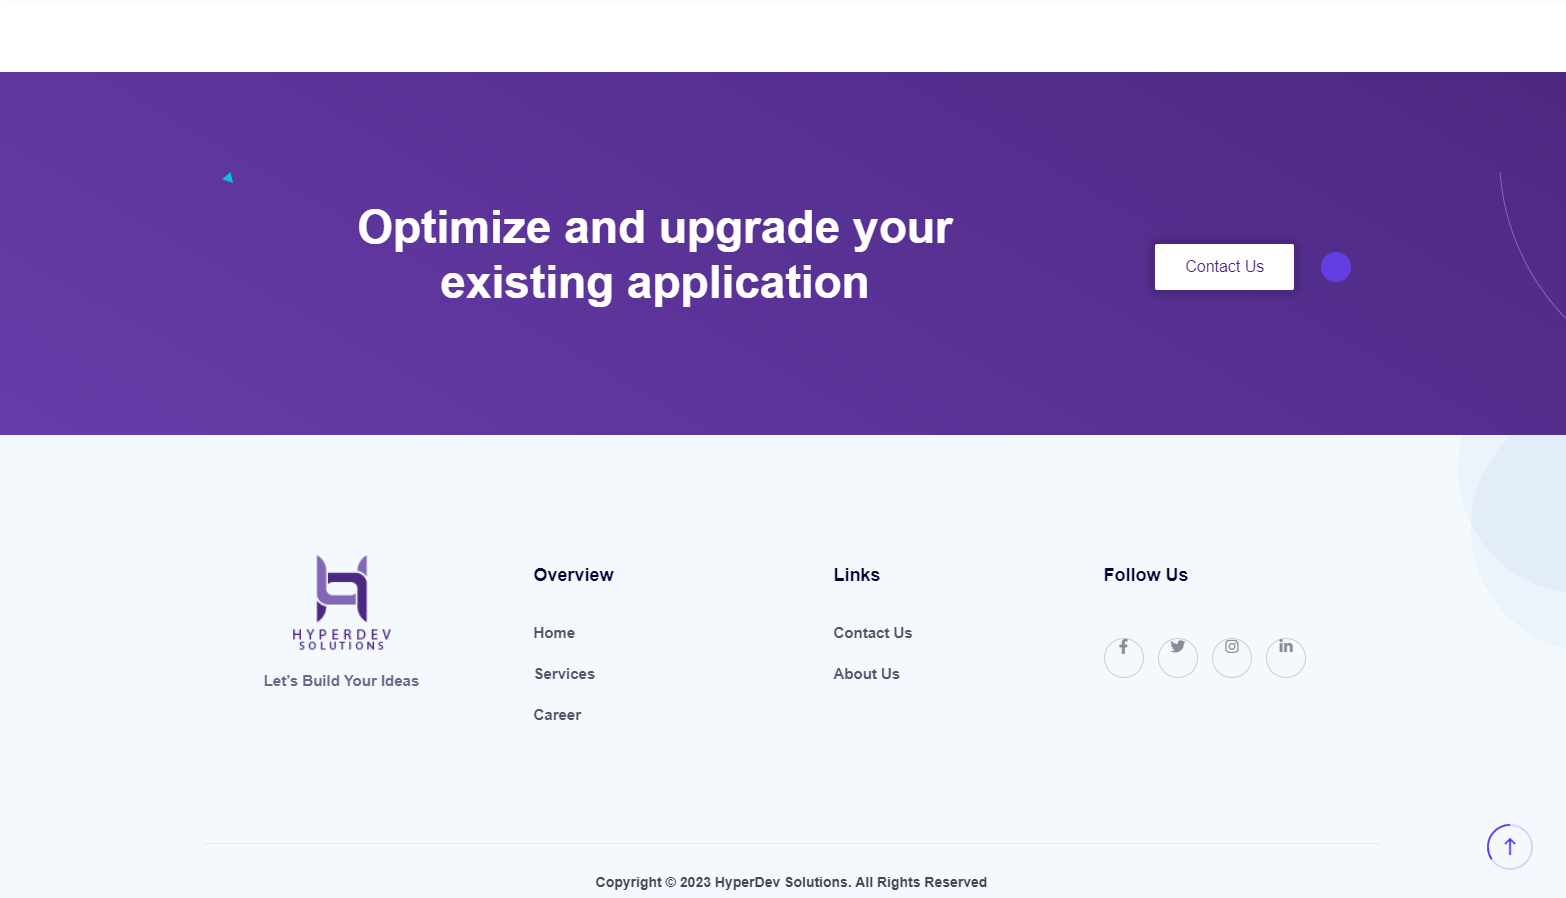 Optimize and upgrade your
existing application
Contact Us
HYPERDEV
SOLUTIONS
Let's Build Your Ideas
Overview
Home
Services
Career
Links
Contact Us
About Us
Follow Us
Copyright © 2023 HyperDev Solutions. All Rights Reserved